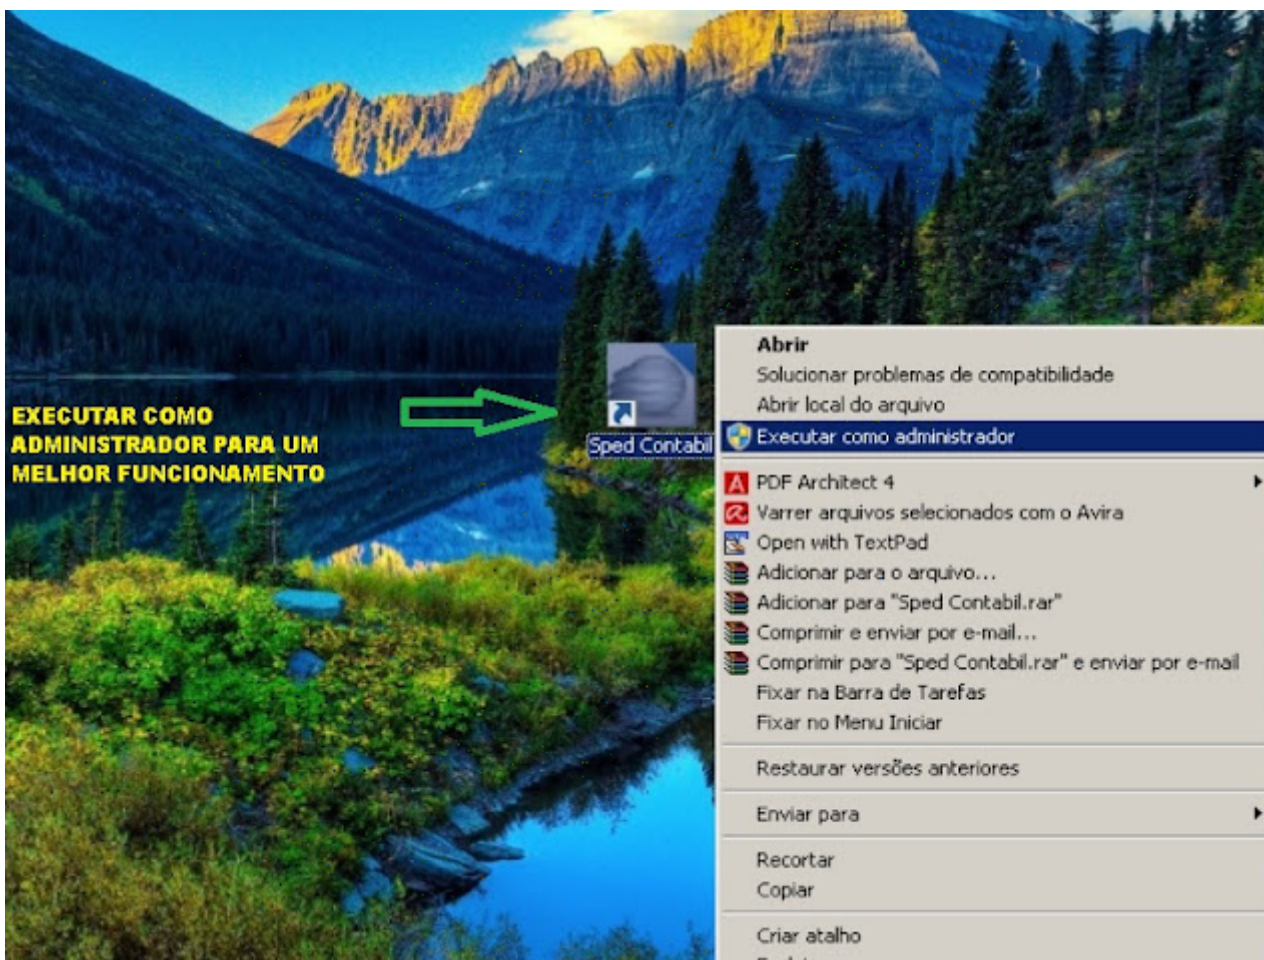 EXECUTAR COMO
ADMINISTRADOR PARA UM
MELHOR FUNCIONAMENTO
Sped Contabil
Abrir
Solucionar problemas de compatibilidade
Abrir local do arquivo
Executar como administrador
PDF Architect 4
Varrer arquivos selecionados com o Avira
Open with TextPad
Adicionar para o arquivo...
Adicionar para "Sped Contabil.rar"
Comprimir e enviar por e-mail...
Comprimir para "Sped Contabil.rar" e enviar por e-mail
Fixar na Barra de Tarefas
Fixar no Menu Iniciar
Restaurar versões anteriores
Enviar para
Recortar
Copiar
Criar atalho